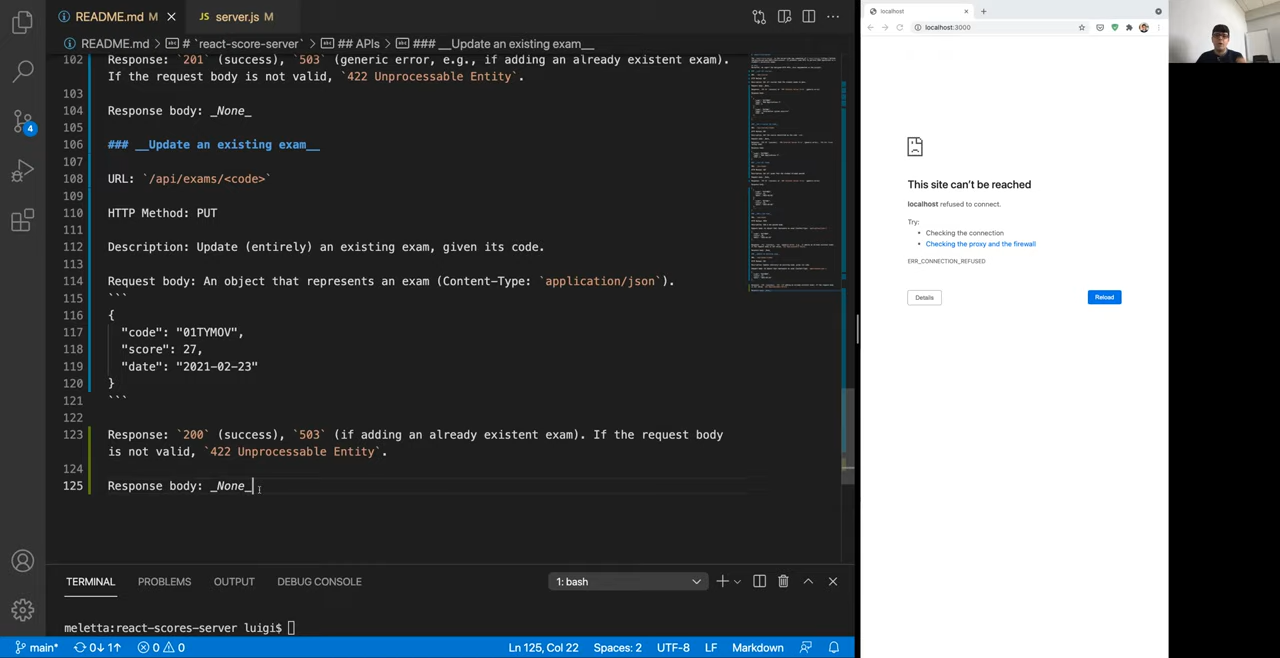 README.md M
JS server.js M
README.md > # `react-score-server` > ## APIs > ### __Update an existing exam__
102 Response: `201` (success), `503` (generic error, e.g., if adding an already existent exam).
If the request body is not valid, `422 Unprocessable Entity`.
103
104 Response body: _None_
105
106 ### __Update an existing exam__
107
108 URL: `/api/exams/<code>`
109
110 HTTP Method: PUT
111
112 Description: Update (entirely) an existing exam, given its code.
113
114 Request body: An object that represents an exam (Content-Type: `application/json`).
115 ```
116 {
117 "code": "01TYMOV",
118 "score": 27,
119 "date": "2021-02-23"
120 }
121 ```
122
123 Response: `200` (success), `503` (if adding an already existent exam). If the request body
is not valid, `422 Unprocessable Entity`.
124
125 Response body: _None_
4
TERMINAL PROBLEMS OUTPUT DEBUG CONSOLE
1: bash
meletta:react-scores-server luigi$
main* 0↓ 1↑ 0 0
Ln 125, Col 22 Spaces: 2 UTF-8 LF Markdown
localhost
localhost:3000
This site can't be reached
localhost refused to connect.
Try:
• Checking the connection
• Checking the proxy and the firewall
ERR_CONNECTION_REFUSED
Details
Reload